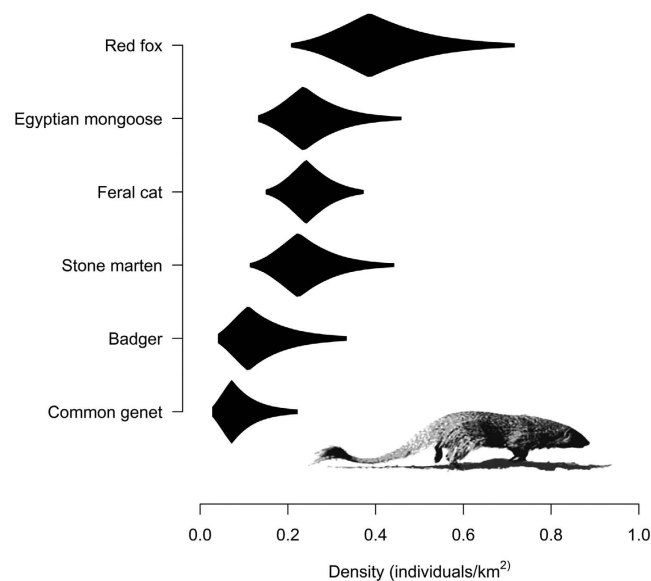 Red fox
Egyptian mongoose
Feral cat
Stone marten
Badger
Common genet
0.0 0.2 0.4 0.6 0.8 1.0
Density (individuals/km²⁾